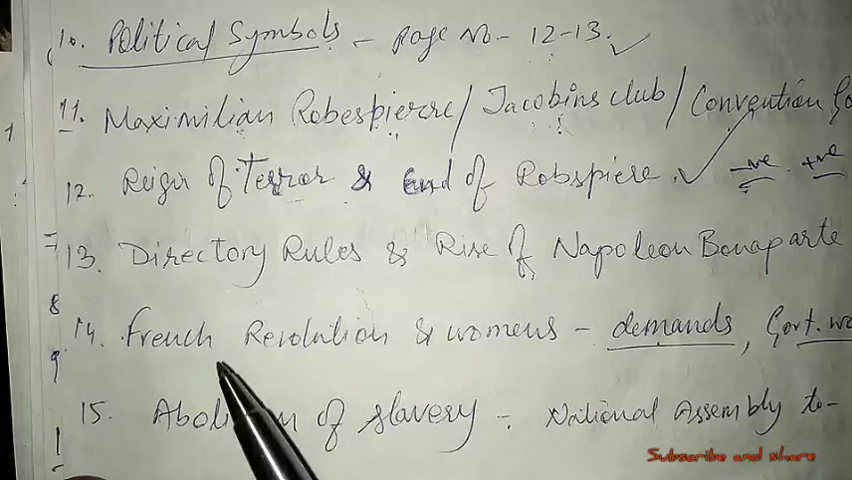 10. Political Symbols - Page No - 12-13. ✓
11. Maximilian Robespierre / Jacobins club / Convention
12. Reign of Terror & End of Robspiere ✓ -ve +ve
13. Directory Rules & Rise of Napoleon Bonaparte
14. French Revolution & womens - demands, Govt.
15. of slavery - National Assembly to-
Subscribe and share